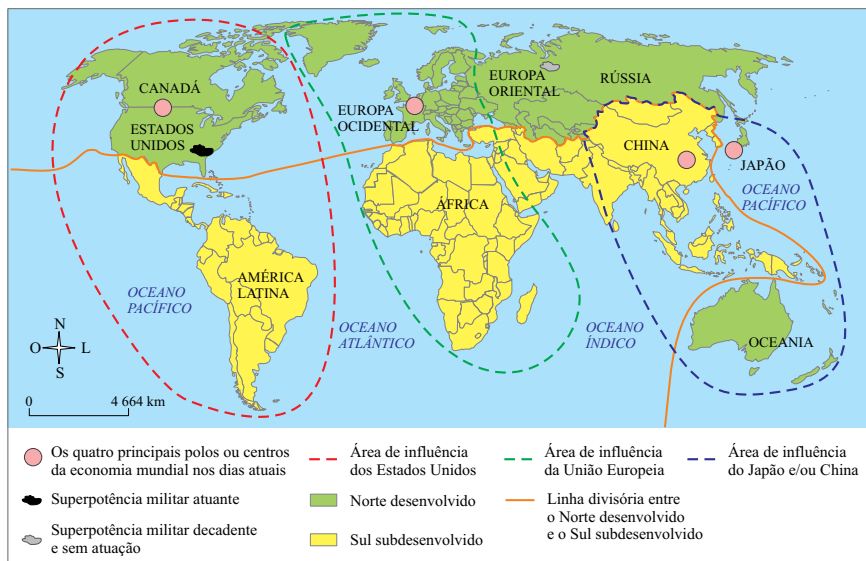 CANADÁ
ESTADOS
UNIDOS
EUROPA
OCIDENTAL
EUROPA
ORIENTAL
RÚSSIA
CHINA
JAPÃO
OCEANO
PACÍFICO
ÁFRICA
AMÉRICA
LATINA
OCEANO
PACÍFICO
OCEANO
ATLÂNTICO
OCEANO
ÍNDICO
OCEANIA
N
O L
S
0 4 664 km
Os quatro principais polos ou centros
da economia mundial nos dias atuais
Superpotência militar atuante
Superpotência militar decadente
e sem atuação
Área de influência
dos Estados Unidos
Norte desenvolvido
Sul subdesenvolvido
Área de influência
da União Europeia
Área de influência
do Japão e/ou China
Linha divisória entre
o Norte desenvolvido
e o Sul subdesenvolvido